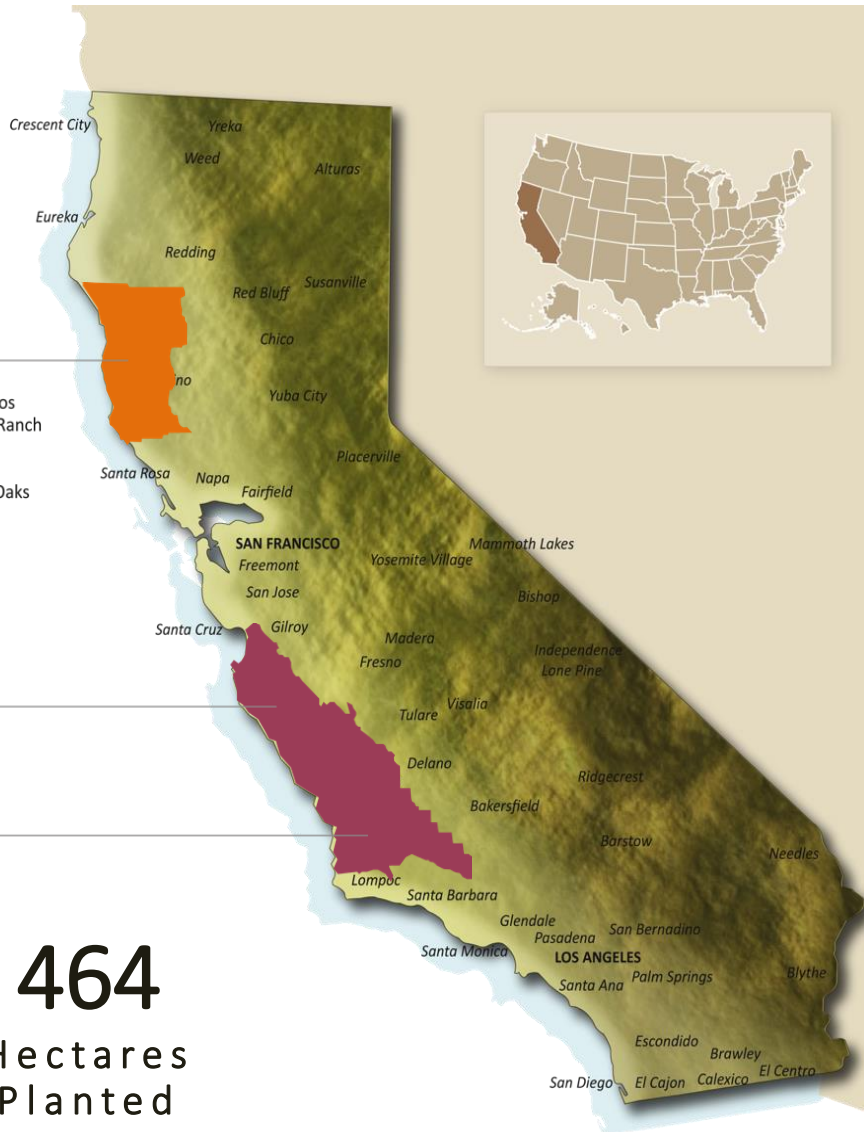 Crescent City
Yreka
Weed
Alturas
Eureka
Redding
Susanville
Red Bluff
Chico
ino
Yuba City
os
Ranch
Placerville
Santa Rosa
Napa
Oaks
Fairfield
SAN FRANCISCO
Mammoth Lakes
Yosemite Village
Freemont
San Jose
Bishop
Santa Cruz
Gilroy
Madera
Independence
Fresno
Lone Pine
Visalia
Tulare
Delano
Ridgecrest
Bakersfield
Barstow
Needles
Lompoc
Santa Barbara
Glendale
San Bernadino
Pasadena
Santa Monica
LOS ANGELES
Blythe
Palm Springs
Santa Ana
464
Hectares
Planted
Escondido
Brawley
El Centro
San Diego
El Cajon
Calexico